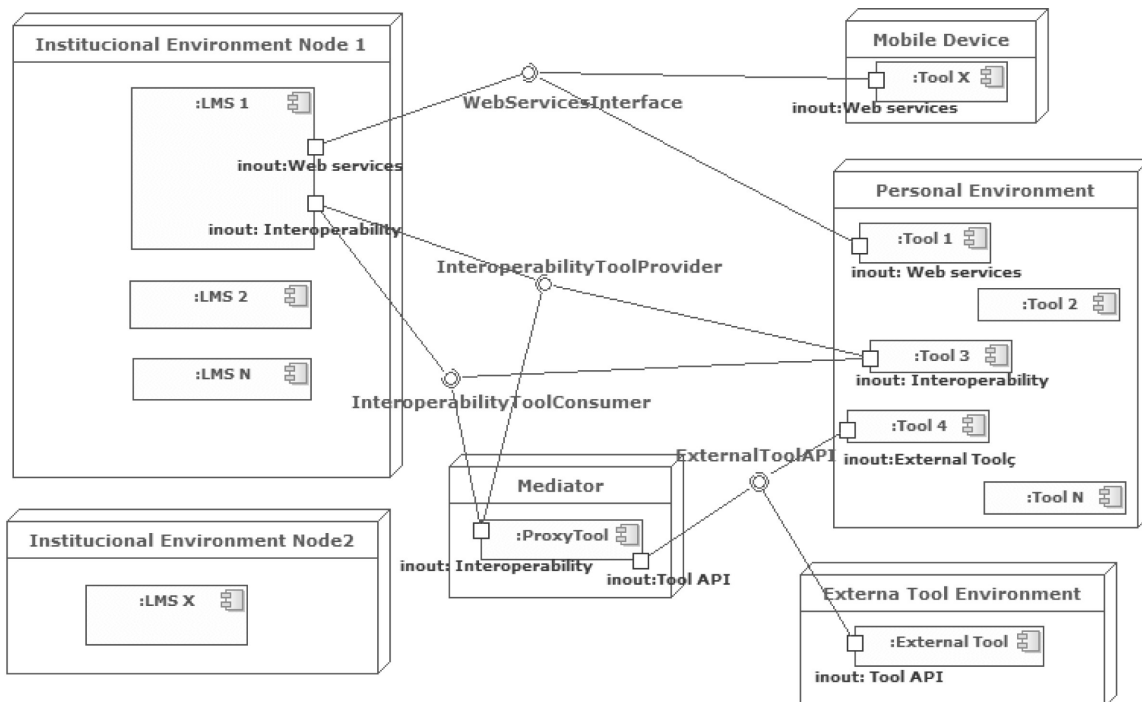 Institucional Environment Node 1
:LMS 1
inout:Web services
inout: Interoperability
:LMS 2
:LMS N
WebServicesInterface
InteroperabilityToolProvider
InteroperabilityToolConsumer
Mobile Device
:Tool X
inout:Web services
Personal Environment
:Tool 1
inout: Web services
:Tool 2
:Tool 3
inout: Interoperability
:Tool 4
inout:External Toolç
:Tool N
ExternalToolAPI
Mediator
:ProxyTool
inout: Interoperability
inout:Tool API
Institucional Environment Node2
:LMS X
Externa Tool Environment
:External Tool
inout: Tool API